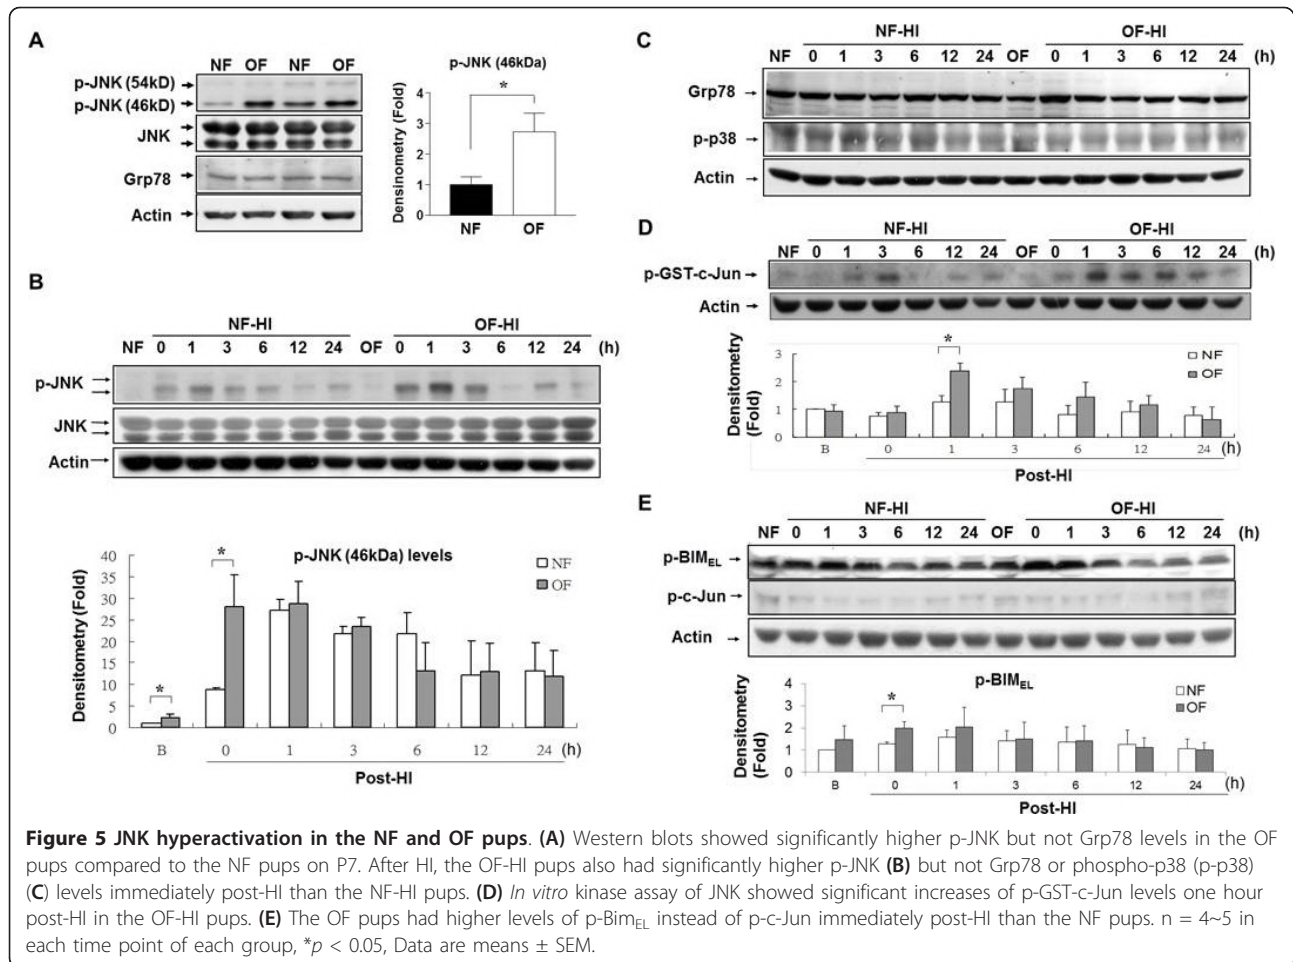 A
NF OF NF OF
p-JNK (54kD)
p-JNK (46kD)
JNK
Grp78
Actin
p-JNK (46kDa)
*
Densinometry (Fold)
4
3
2
1
0
NF OF
B
NF-HI OF-HI
NF 0 1 3 6 12 24 OF 0 1 3 6 12 24 (h)
p-JNK
JNK
Actin
p-JNK (46kDa) levels
Densitometry (Fold)
40
35
30
25
20
15
10
5
0
* *
NF
OF
B 0 1 3 6 12 24 (h)
Post-HI
C
NF-HI OF-HI
NF 0 1 3 6 12 24 OF 0 1 3 6 12 24 (h)
Grp78
p-p38
Actin
D
NF-HI OF-HI
NF 0 1 3 6 12 24 OF 0 1 3 6 12 24 (h)
p-GST-c-Jun
Actin
Densitometry
(Fold)
3
2
1
0
*
NF
OF
B 0 1 3 6 12 24 (h)
Post-HI
E
NF-HI OF-HI
NF 0 1 3 6 12 24 OF 0 1 3 6 12 24 (h)
p-BIMEL
p-c-Jun
Actin
p-BIMEL
Densitometry
(Fold)
4
3
2
1
0
*
NF
OF
B 0 1 3 6 12 24 (h)
Post-HI
Figure 5 JNK hyperactivation in the NF and OF pups. (A) Western blots showed significantly higher p-JNK but not Grp78 levels in the OF
pups compared to the NF pups on P7. After HI, the OF-HI pups also had significantly higher p-JNK (B) but not Grp78 or phospho-p38 (p-p38)
(C) levels immediately post-HI than the NF-HI pups. (D) In vitro kinase assay of JNK showed significant increases of p-GST-c-Jun levels one hour
post-HI in the OF-HI pups. (E) The OF pups had higher levels of p-BimEL instead of p-c-Jun immediately post-HI than the NF pups. n = 4~5 in
each time point of each group, *p < 0.05, Data are means ± SEM.